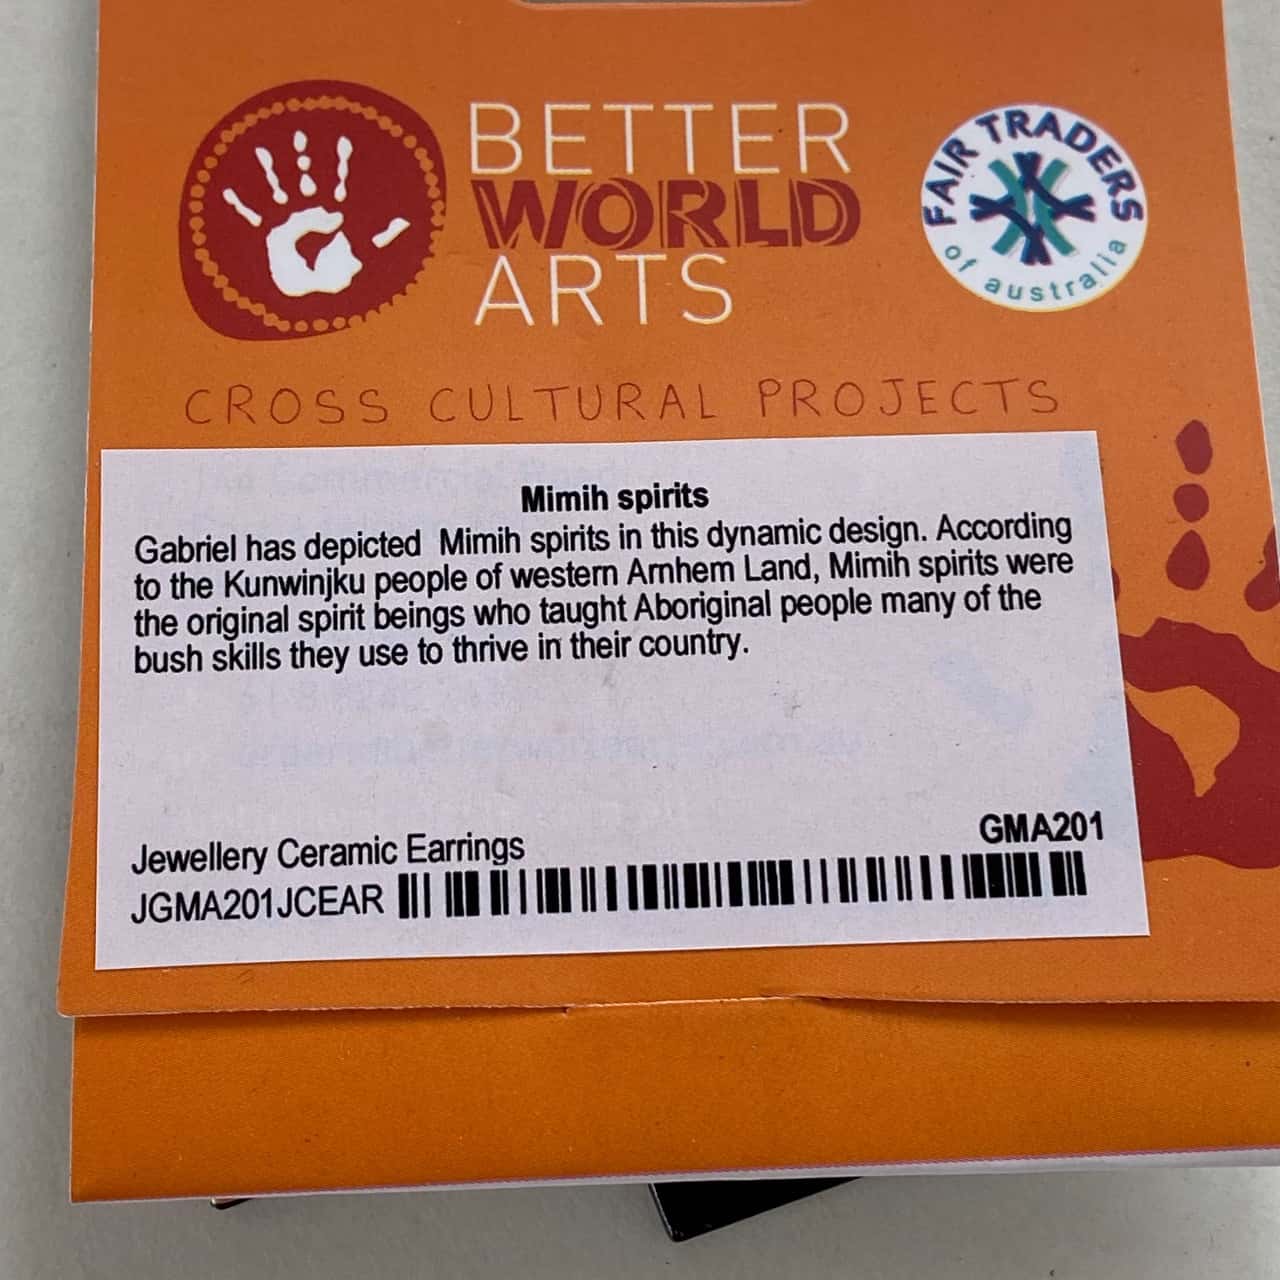 BETTER
WORLD
ARTS
FAIR TRADERS
of australia
CROSS CULTURAL PROJECTS
Mimih spirits
Gabriel has depicted  Mimih spirits in this dynamic design. According
to the Kunwinjku people of western Arnhem Land, Mimih spirits were
the original spirit beings who taught Aboriginal people many of the
bush skills they use to thrive in their country.
Jewellery Ceramic Earrings
GMA201
JGMA201JCEAR